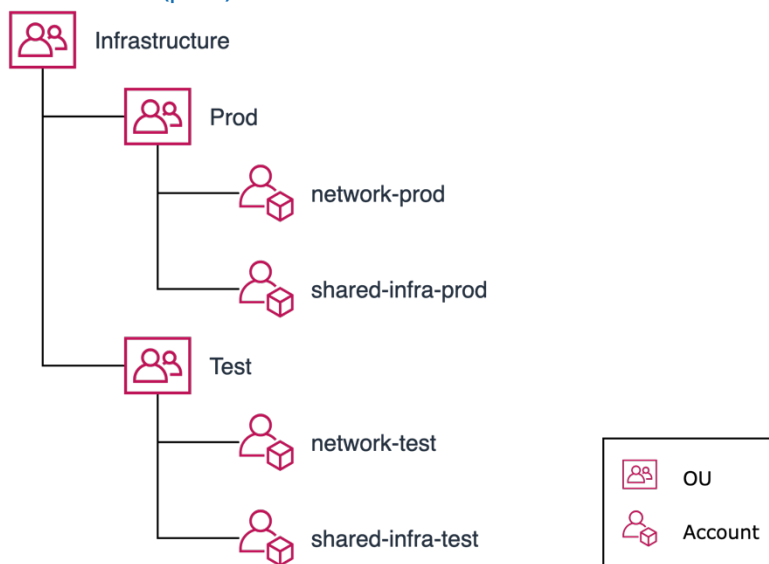 Infrastructure
Prod
network-prod
shared-infra-prod
Test
network-test
shared-infra-test
OU
Account